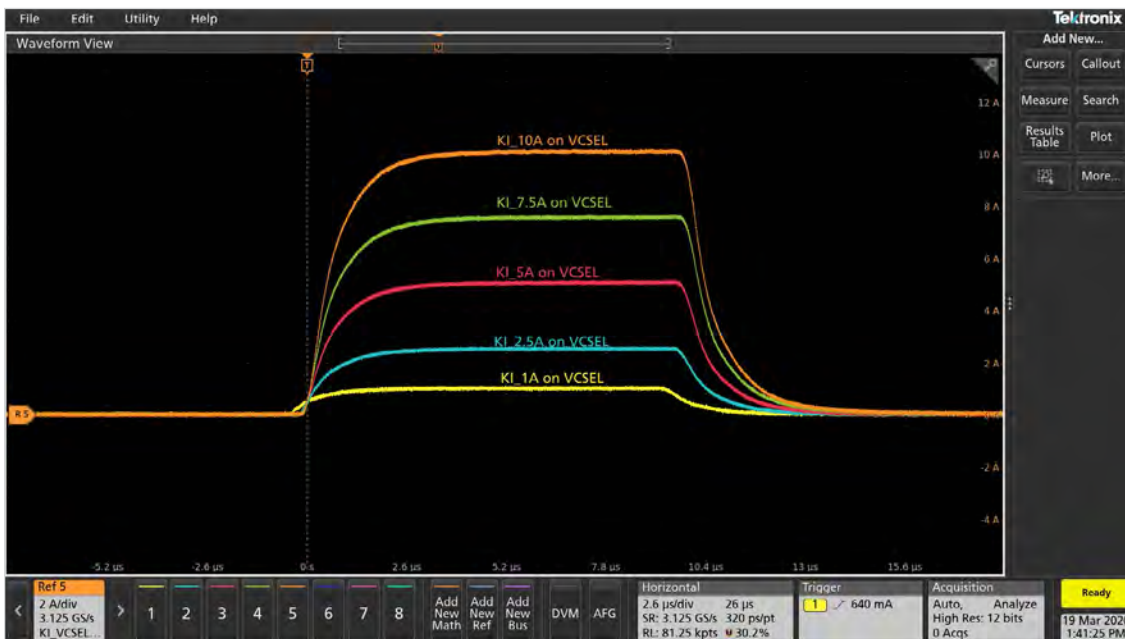 File Edit Utility Help
Tektronix
Waveform View
Add New...
Cursors Callout
Measure Search
Results Table Plot
More...
T
U
12 A
KI_10A on VCSEL
10 A
KI_7.5A on VCSEL
8 A
6 A
KI_5A on VCSEL
4 A
KI_2.5A on VCSEL
2 A
KI_1A on VCSEL
R 5
-2 A
-4 A
-5.2 µs -2.6 µs 0 s 2.6 µs 5.2 µs 7.8 µs 10.4 µs 13 µs 15.6 µs
Ref 5
2 A/div
3.125 GS/s
KI_VCSEL...
1 2 3 4 5 6 7 8
Add New Math
Add New Ref
Add New Bus
DVM AFG
Horizontal
2.6 µs/div 26 µs
SR: 3.125 GS/s 320 ps/pt
RL: 81.25 kpts 30.2%
Trigger
1 640 mA
Acquisition
Auto, Analyze
High Res: 12 bits
0 Acqs
Ready
19 Mar 2020
1:41:25 PM